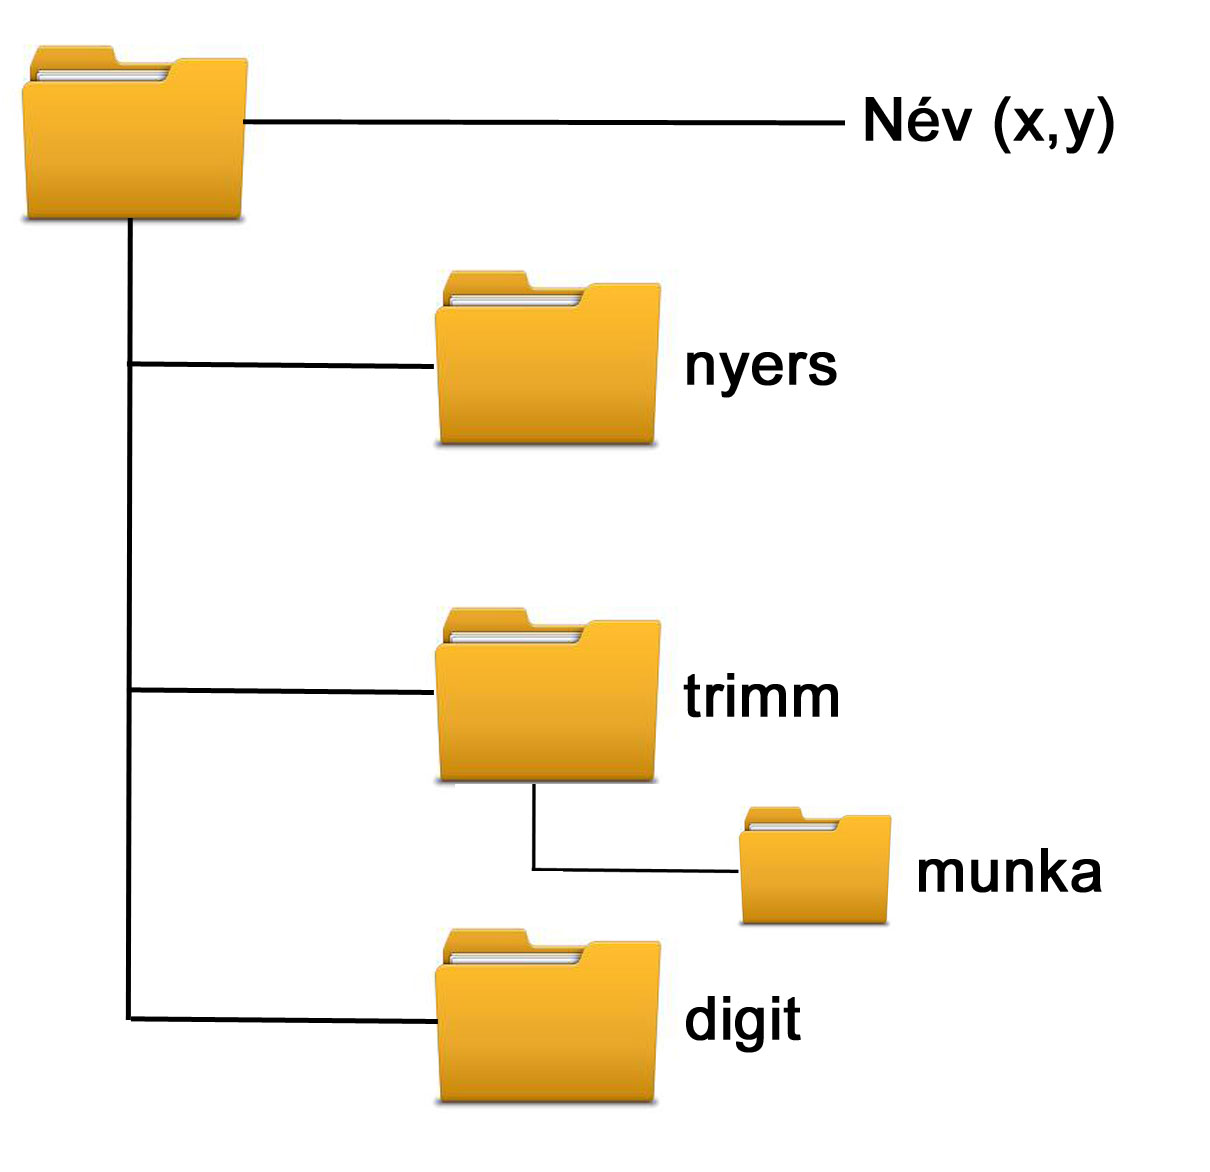 Név (x,y)
nyers
trimm
munka
digit